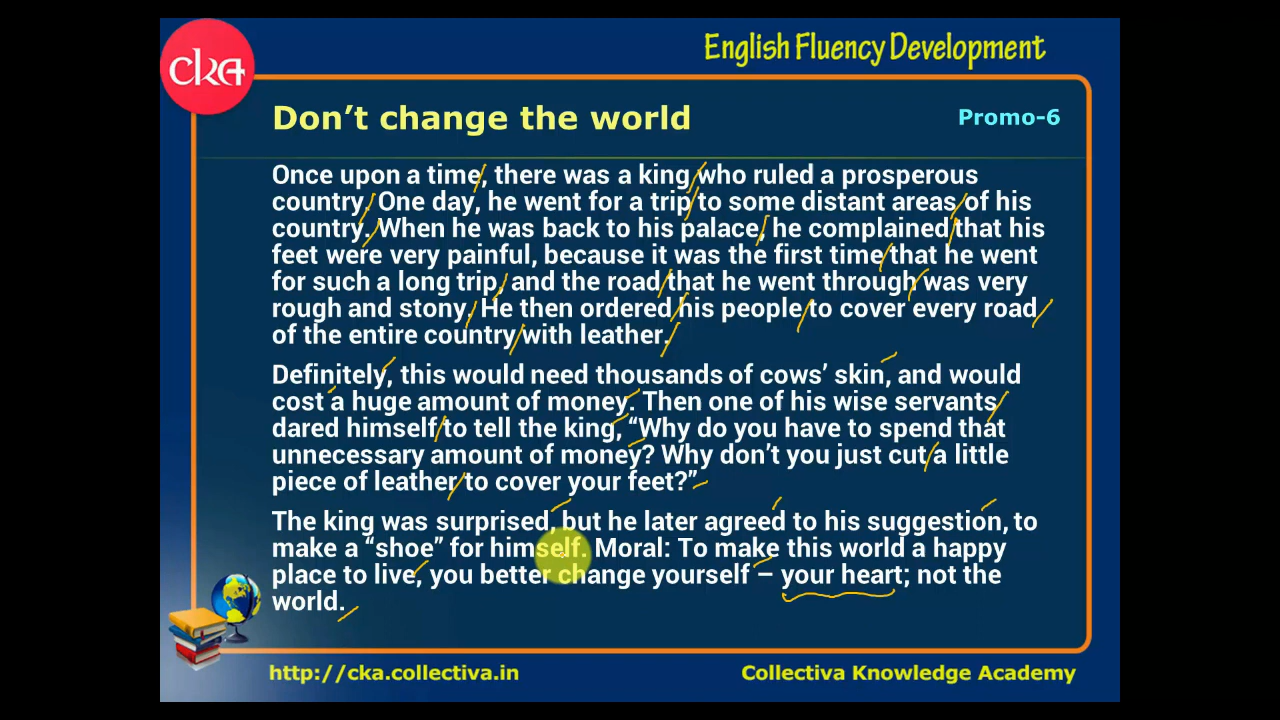 cka
English Fluency Development
Don’t change the world
Promo-6
Once upon a time, there was a king who ruled a prosperous
country. One day, he went for a trip to some distant areas of his
country. When he was back to his palace, he complained that his
feet were very painful, because it was the first time that he went
for such a long trip, and the road that he went through was very
rough and stony. He then ordered his people to cover every road
of the entire country with leather.
Definitely, this would need thousands of cows’ skin, and would
cost a huge amount of money. Then one of his wise servants
dared himself to tell the king, “Why do you have to spend that
unnecessary amount of money? Why don’t you just cut a little
piece of leather to cover your feet?”
The king was surprised, but he later agreed to his suggestion, to
make a “shoe” for himself. Moral: To make this world a happy
place to live, you better change yourself – your heart; not the
world.
http://cka.collectiva.in
Collectiva Knowledge Academy